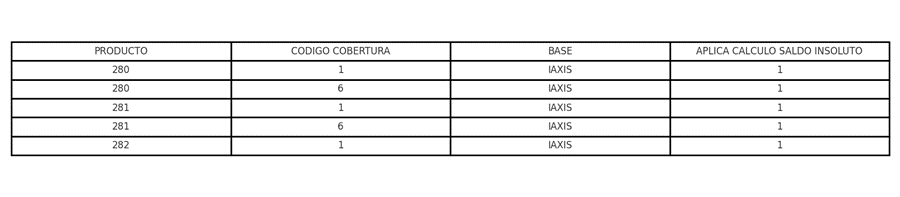 PRODUCTO CODIGO COBERTURA BASE APLICA CALCULO SALDO INSOLUTO
280 1 IAXIS 1
280 6 IAXIS 1
281 1 IAXIS 1
281 6 IAXIS 1
282 1 IAXIS 1